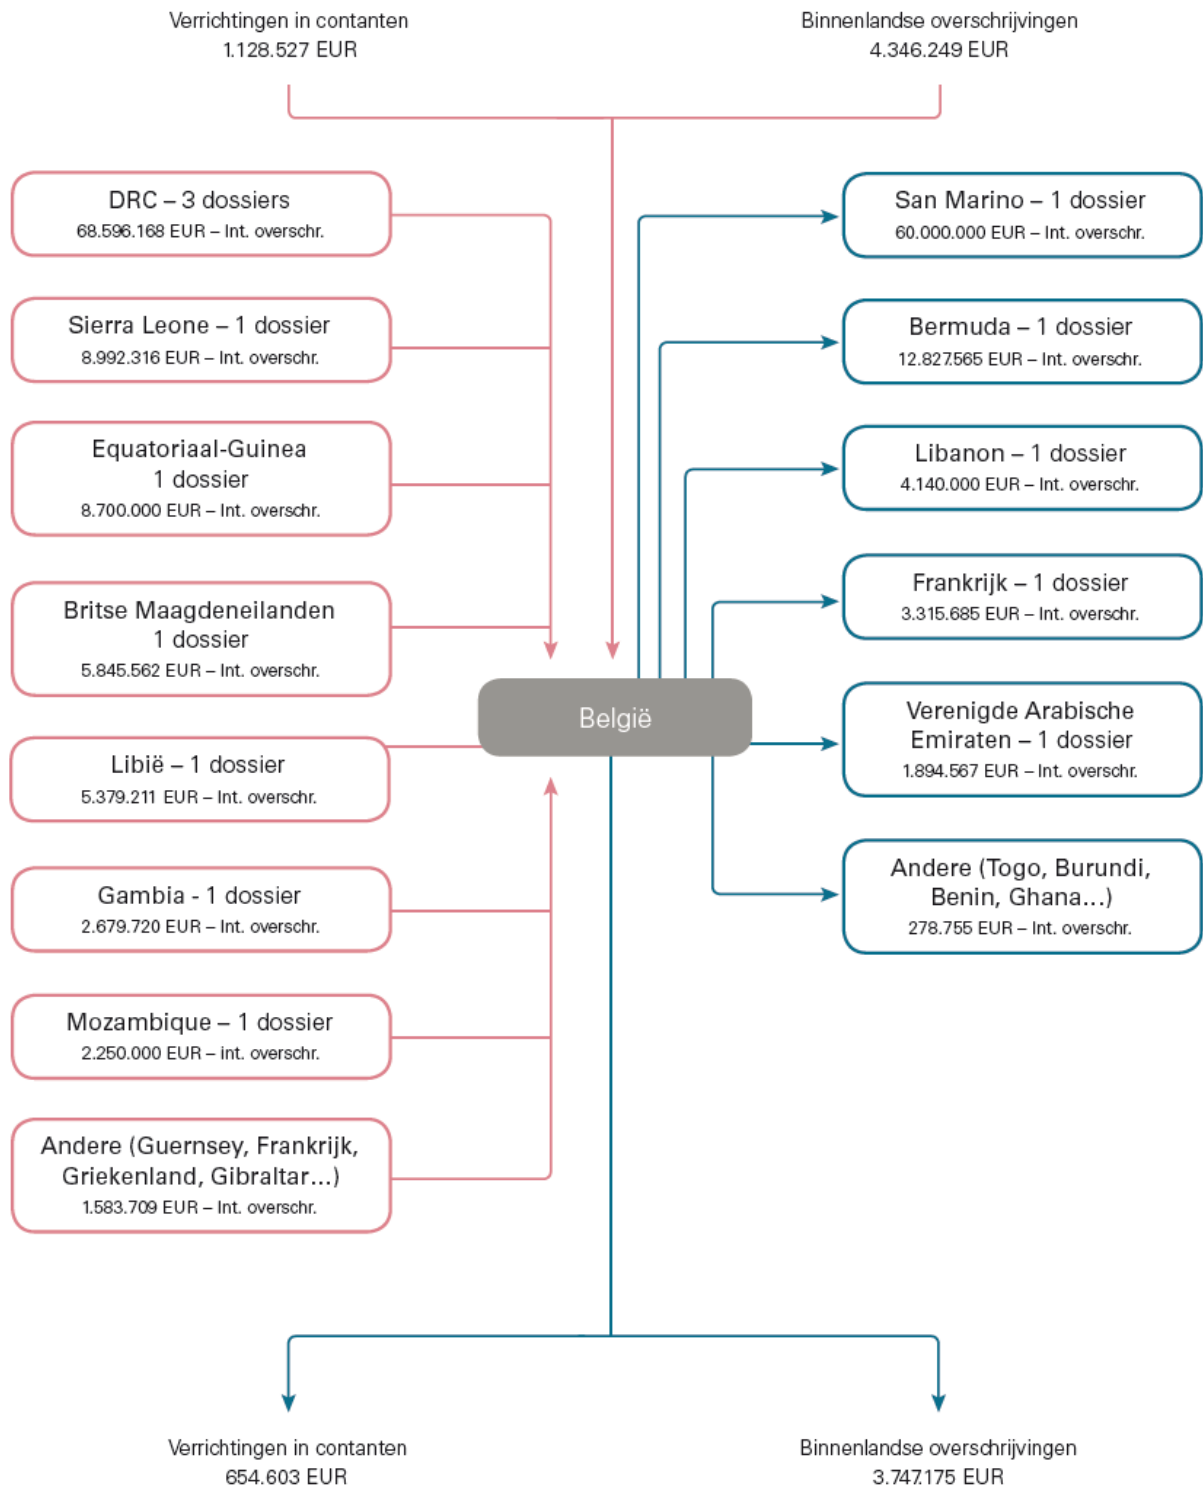 Verrichtingen in contanten
1.128.527 EUR
Binnenlandse overschrijvingen
4.346.249 EUR
DRC – 3 dossiers
68.596.168 EUR – Int. overschr.
Sierra Leone – 1 dossier
8.992.316 EUR – Int. overschr.
Equatoriaal-Guinea
1 dossier
8.700.000 EUR – Int. overschr.
Britse Maagdeneilanden
1 dossier
5.845.562 EUR – Int. overschr.
Libië – 1 dossier
5.379.211 EUR – Int. overschr.
Gambia - 1 dossier
2.679.720 EUR – Int. overschr.
Mozambique – 1 dossier
2.250.000 EUR – int. overschr.
Andere (Guernsey, Frankrijk,
Griekenland, Gibraltar...)
1.583.709 EUR – Int. overschr.
België
San Marino – 1 dossier
60.000.000 EUR – Int. overschr.
Bermuda – 1 dossier
12.827.565 EUR – Int. overschr.
Libanon – 1 dossier
4.140.000 EUR – Int. overschr.
Frankrijk – 1 dossier
3.315.685 EUR – Int. overschr.
Verenigde Arabische
Emiraten – 1 dossier
1.894.567 EUR – Int. overschr.
Andere (Togo, Burundi,
Benin, Ghana...)
278.755 EUR – Int. overschr.
Verrichtingen in contanten
654.603 EUR
Binnenlandse overschrijvingen
3.747.175 EUR